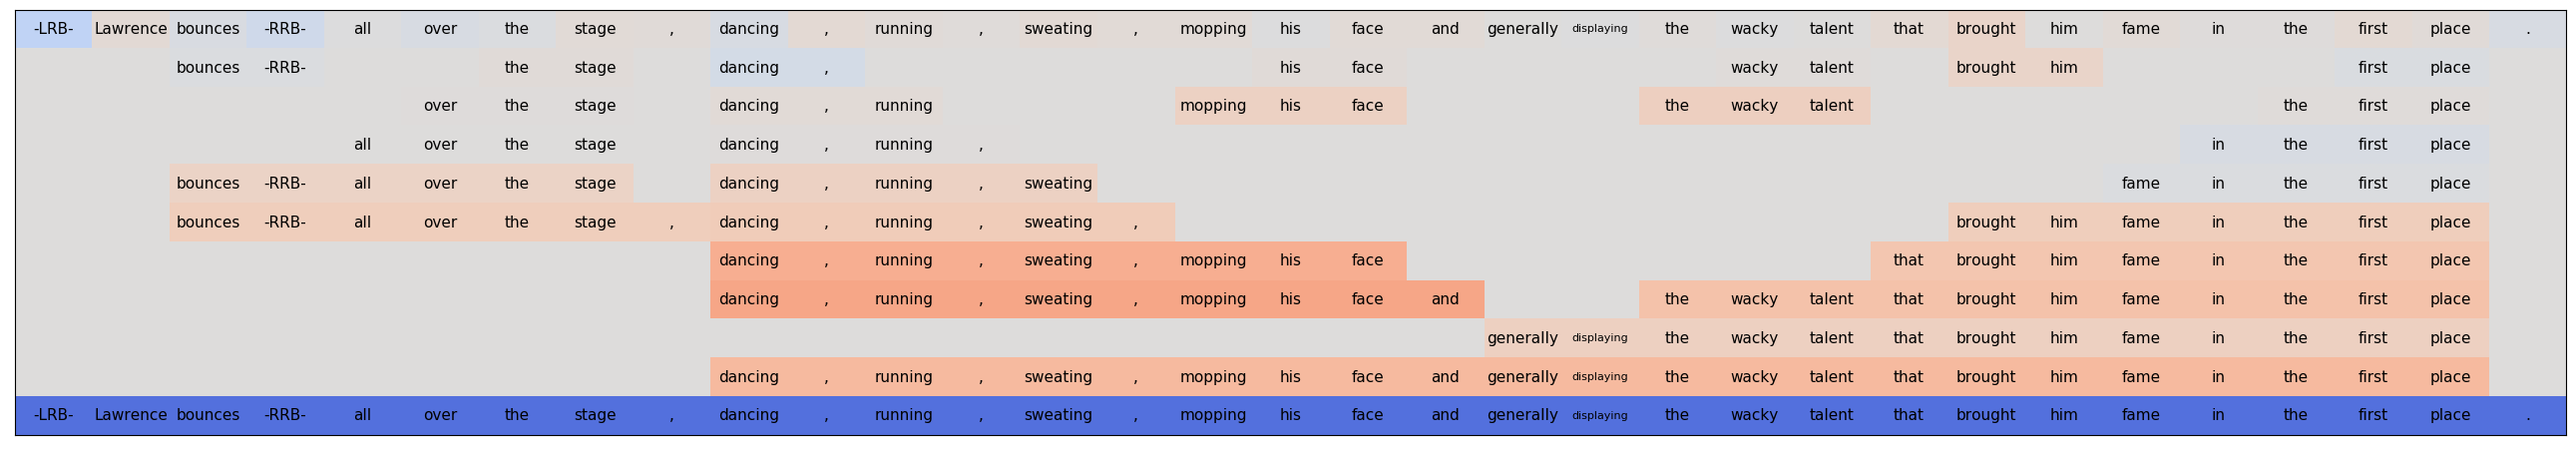 -LRB- Lawrence bounces -RRB- all over the stage , dancing , running , sweating , mopping his face and generally displaying the wacky talent that brought him fame in the first place .
bounces -RRB- the stage dancing , his face wacky talent brought him first place
over the stage dancing , running mopping his face the wacky talent the first place
all over the stage dancing , running , in the first place
bounces -RRB- all over the stage dancing , running , sweating fame in the first place
bounces -RRB- all over the stage , dancing , running , sweating , brought him fame in the first place
dancing , running , sweating , mopping his face that brought him fame in the first place
dancing , running , sweating , mopping his face and the wacky talent that brought him fame in the first place
generally displaying the wacky talent that brought him fame in the first place
dancing , running , sweating , mopping his face and generally displaying the wacky talent that brought him fame in the first place
-LRB- Lawrence bounces -RRB- all over the stage , dancing , running , sweating , mopping his face and generally displaying the wacky talent that brought him fame in the first place .